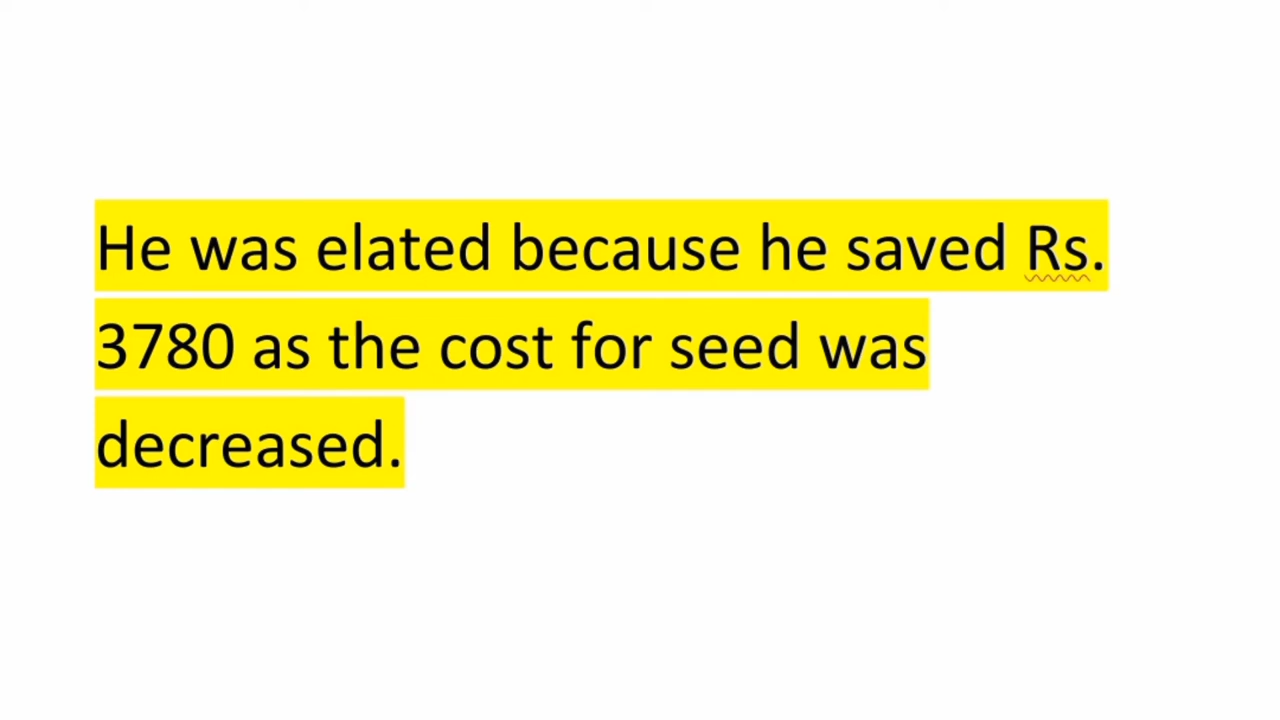 He was elated because he saved Rs.
3780 as the cost for seed was
decreased.